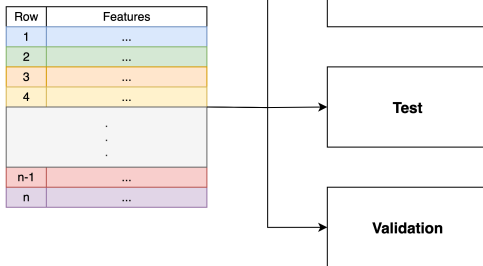 Row Features
1 ...
2 ...
3 ...
4 ...
.
.
.
n-1 ...
n ...
Test
Validation